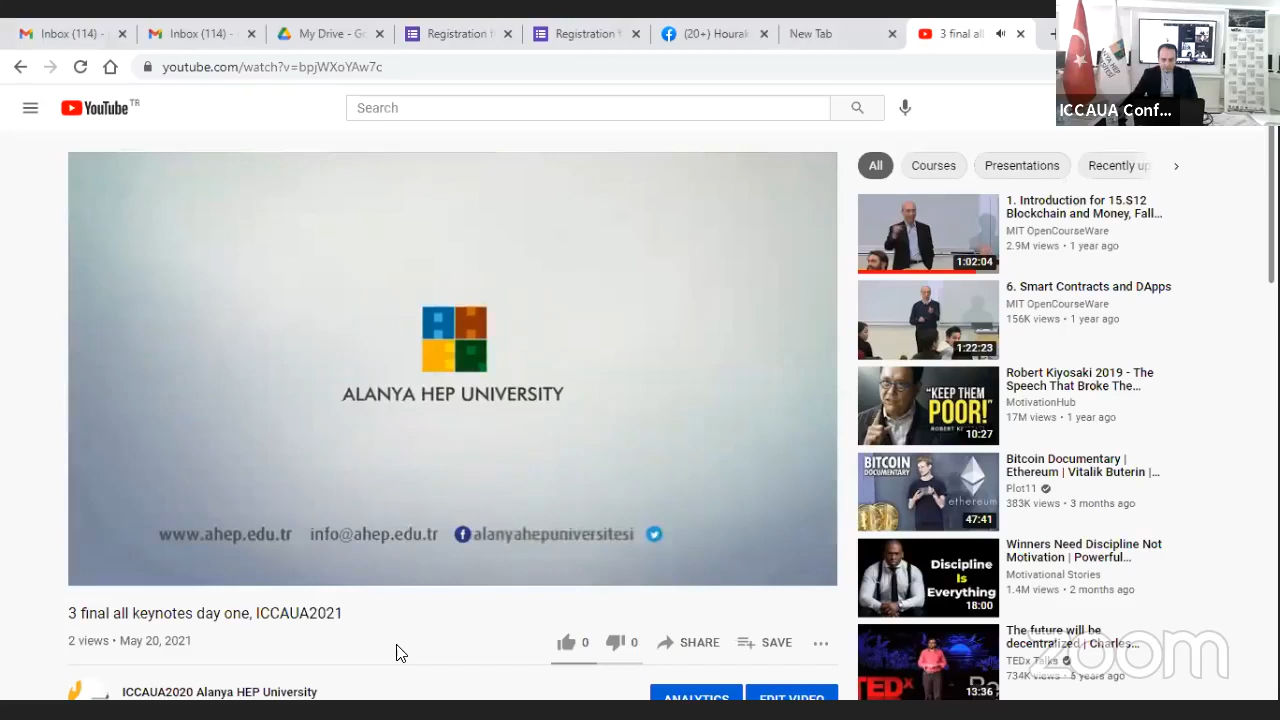 Inbox (114) -
Inbox (114) -
My Drive - Go
Registration f
Registration f
(20+) Hourak
New Tab
3 final all
youtube.com/watch?v=bpjWXoYAw7c
ICCAUA Conf...
YouTube TR
Search
All
Courses
Presentations
Recently up
ALANYA HEP UNIVERSITY
www.ahep.edu.tr info@ahep.edu.tr alanyahepuniversitesi
1. Introduction for 15.S12
Blockchain and Money, Fall...
MIT OpenCourseWare
2.9M views • 1 year ago
1:02:04
6. Smart Contracts and DApps
MIT OpenCourseWare
156K views • 1 year ago
1:22:23
Robert Kiyosaki 2019 - The
Speech That Broke The...
MotivationHub
17M views • 1 year ago
"KEEP THEM
POOR!"
10:27
Bitcoin Documentary |
Ethereum | Vitalik Buterin |...
Plot11
383K views • 3 months ago
BITCOIN
DOCUMENTARY
ethereum
47:41
Winners Need Discipline Not
Motivation | Powerful...
Motivational Stories
1.4M views • 2 months ago
Discipline
Is
Everything
18:00
The future will be
decentralized | Charles...
TEDx Talks
734K views • 5 years ago
TEDx
13:36
zoom
3 final all keynotes day one, ICCAUA2021
2 views • May 20, 2021
0
0
SHARE
SAVE
ICCAUA2020 Alanya HEP University
ANALYTICS
EDIT VIDEO